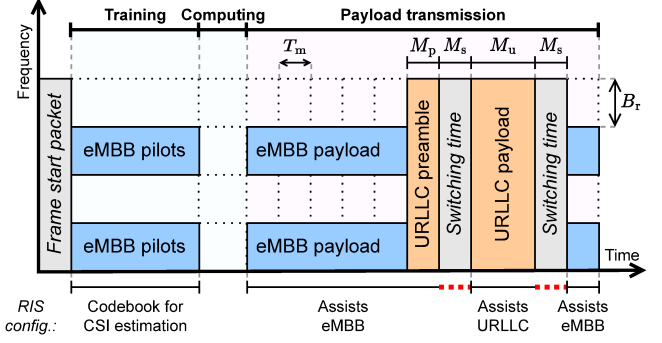 Training Computing Payload transmission
Frequency
T_m
M_p M_s M_u M_s
B_r
Frame start packet
eMBB pilots
eMBB payload
URLLC preamble
Switching time
URLLC payload
Switching time
eMBB pilots
eMBB payload
Time
RIS
config.:
Codebook for
CSI estimation
Assists
eMBB
Assists
URLLC
Assists
eMBB